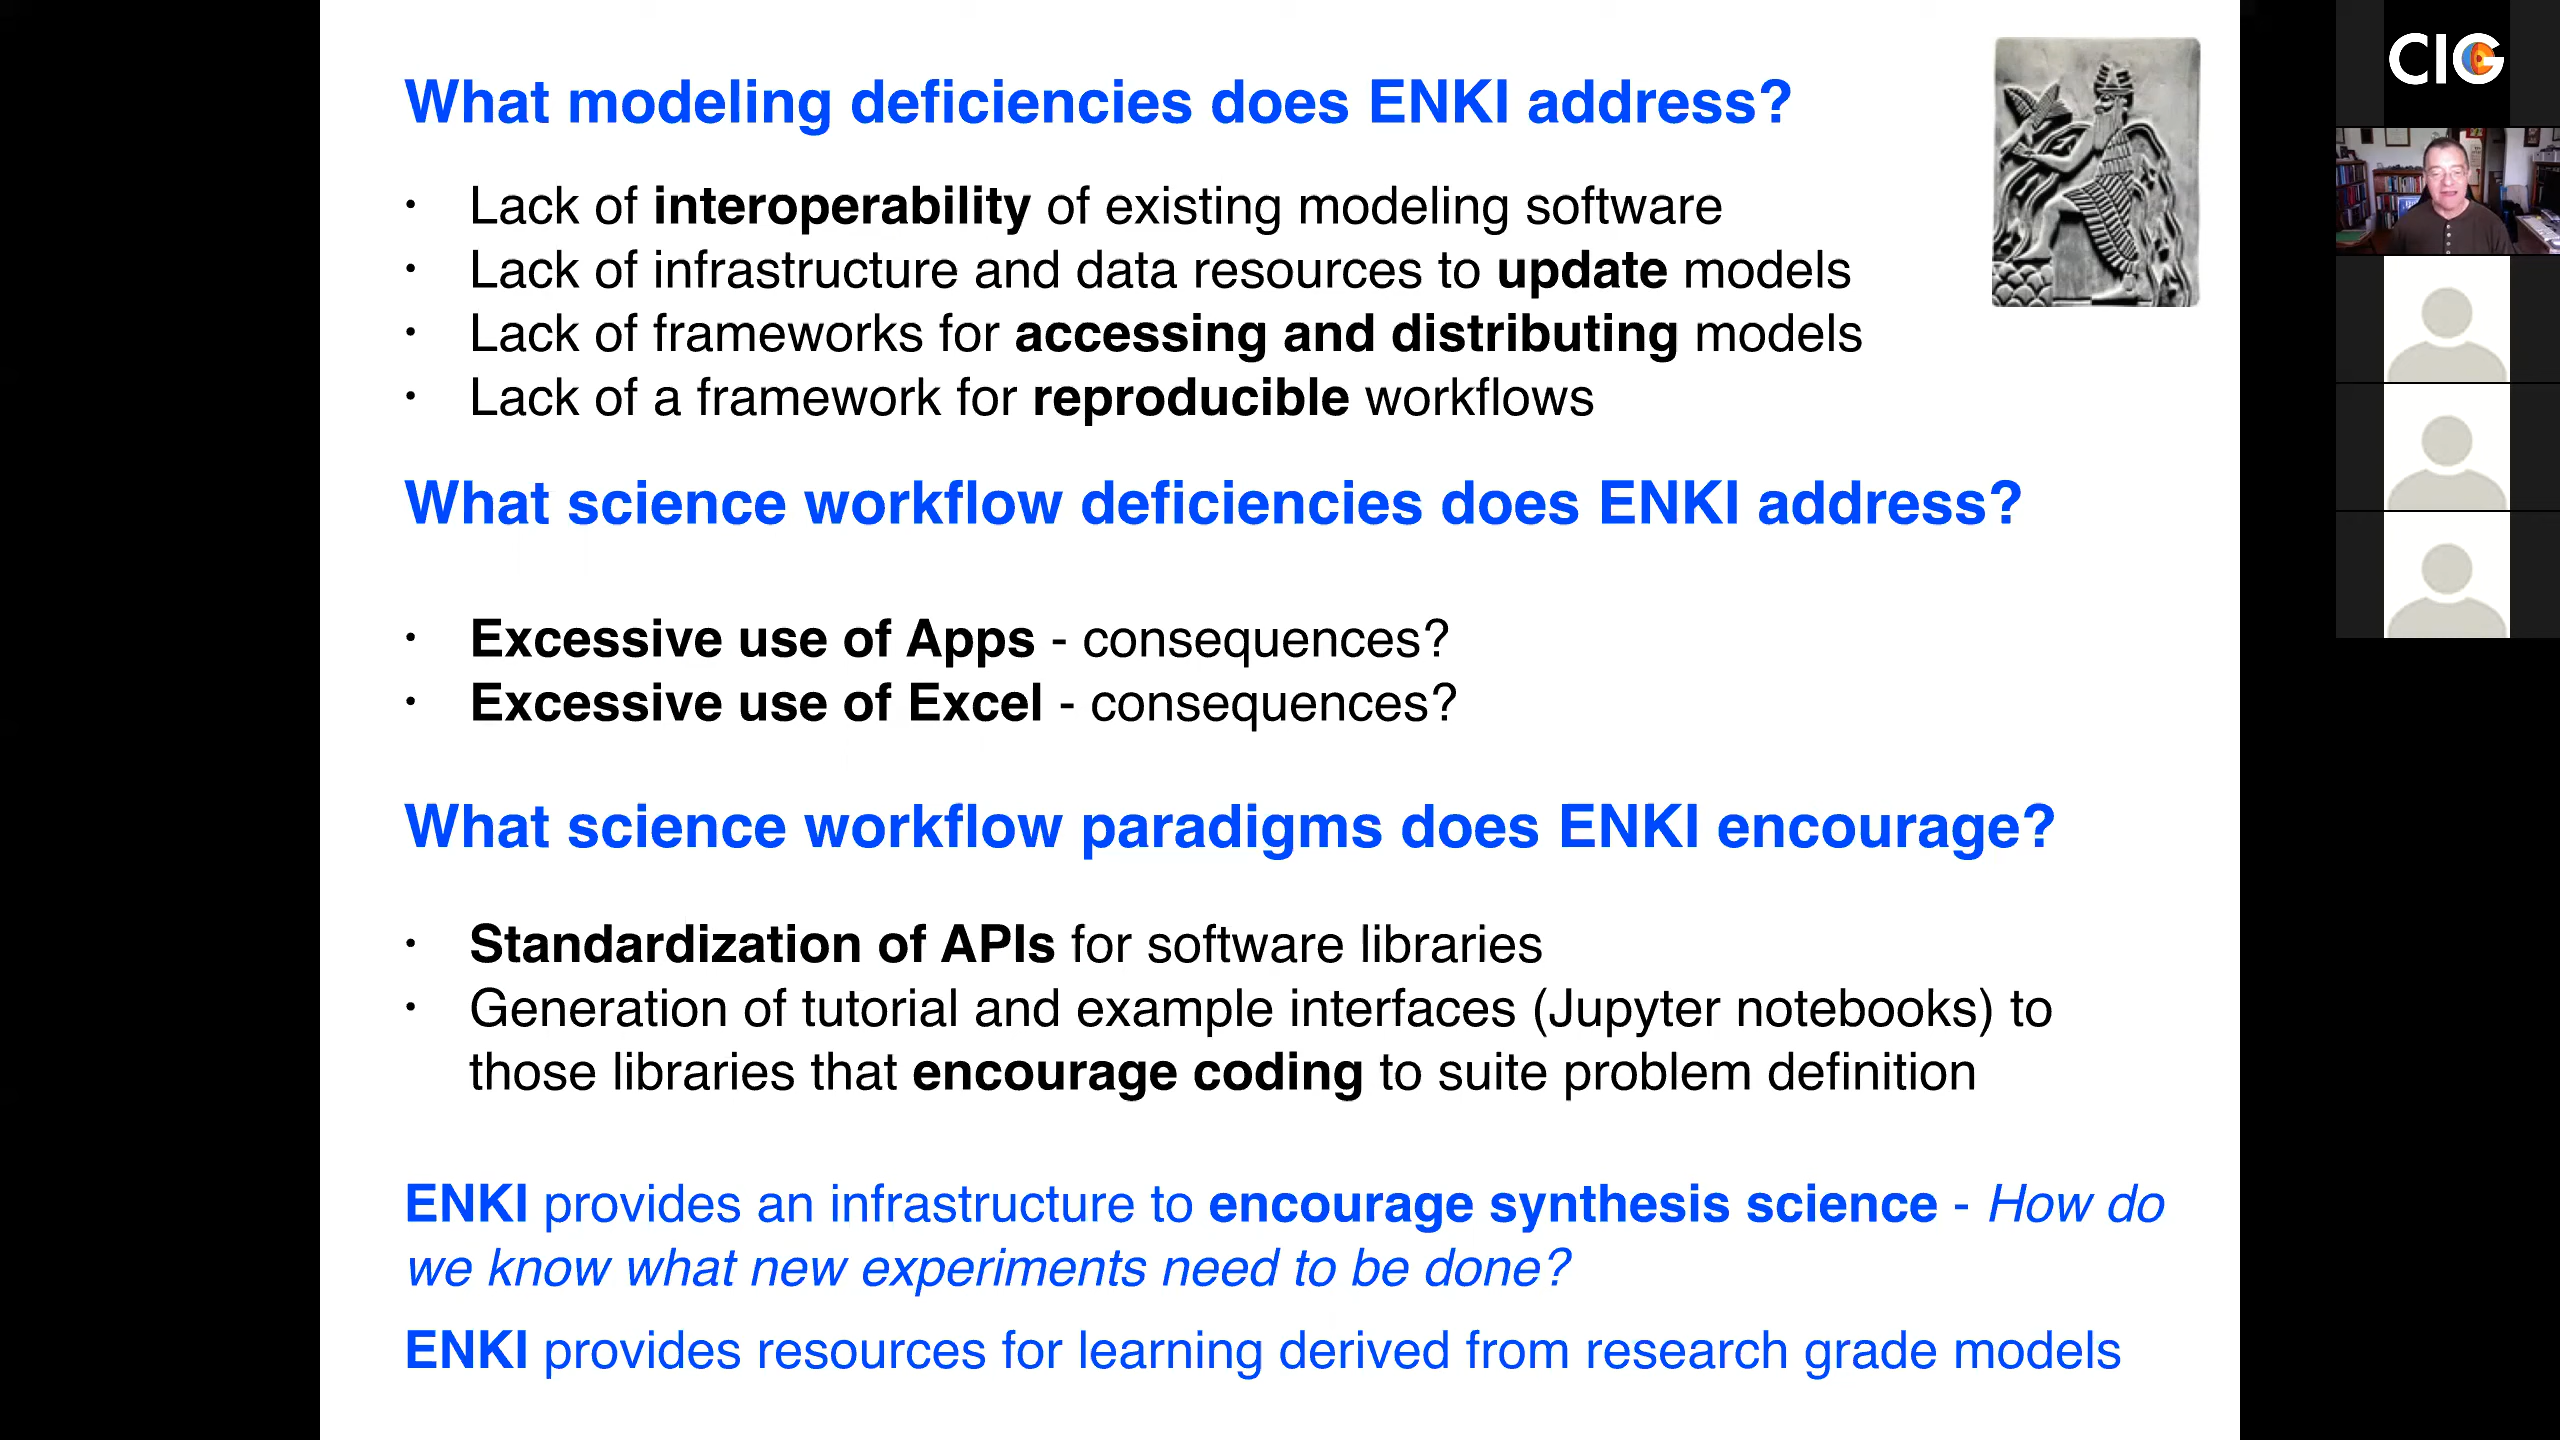 What modeling deficiencies does ENKI address?
• Lack of interoperability of existing modeling software
• Lack of infrastructure and data resources to update models
• Lack of frameworks for accessing and distributing models
• Lack of a framework for reproducible workflows
What science workflow deficiencies does ENKI address?
• Excessive use of Apps - consequences?
• Excessive use of Excel - consequences?
What science workflow paradigms does ENKI encourage?
• Standardization of APIs for software libraries
• Generation of tutorial and example interfaces (Jupyter notebooks) to
those libraries that encourage coding to suite problem definition
ENKI provides an infrastructure to encourage synthesis science - How do
we know what new experiments need to be done?
ENKI provides resources for learning derived from research grade models
CIG